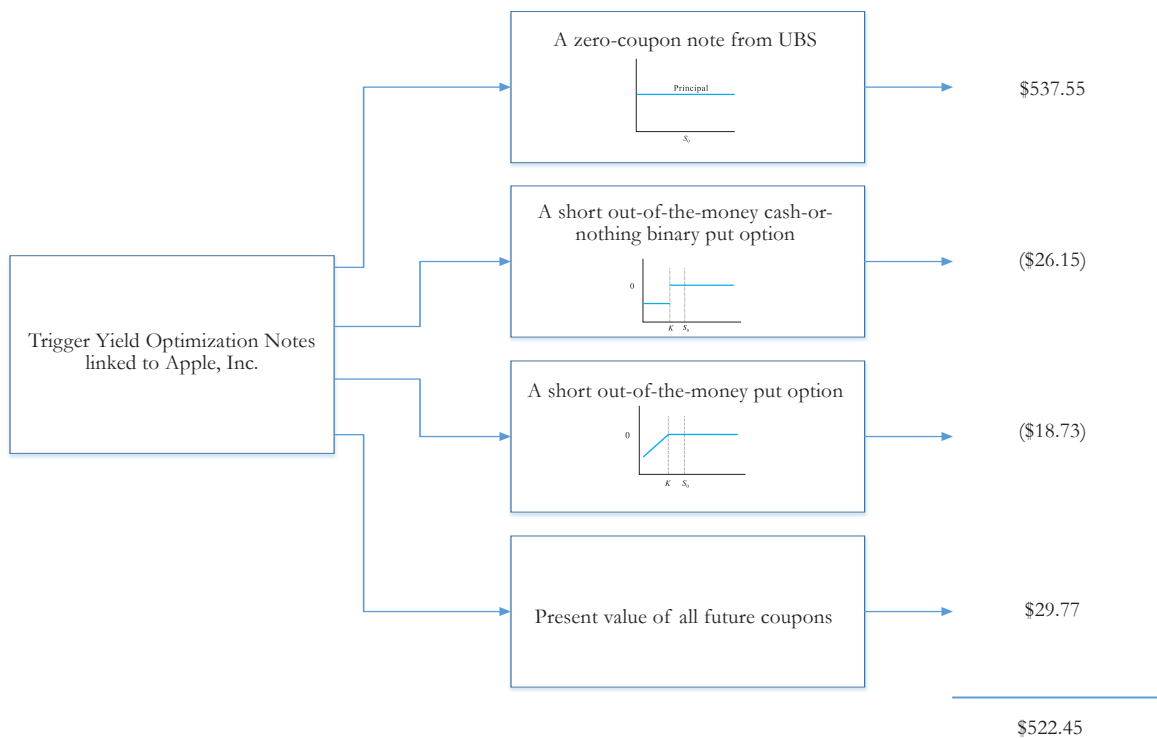 A zero-coupon note from UBS
Principal
S₀
$537.55
A short out-of-the-money cash-or-
nothing binary put option
0
K S₀
($26.15)
Trigger Yield Optimization Notes
linked to Apple, Inc.
A short out-of-the-money put option
0
K S₀
($18.73)
Present value of all future coupons
$29.77
$522.45